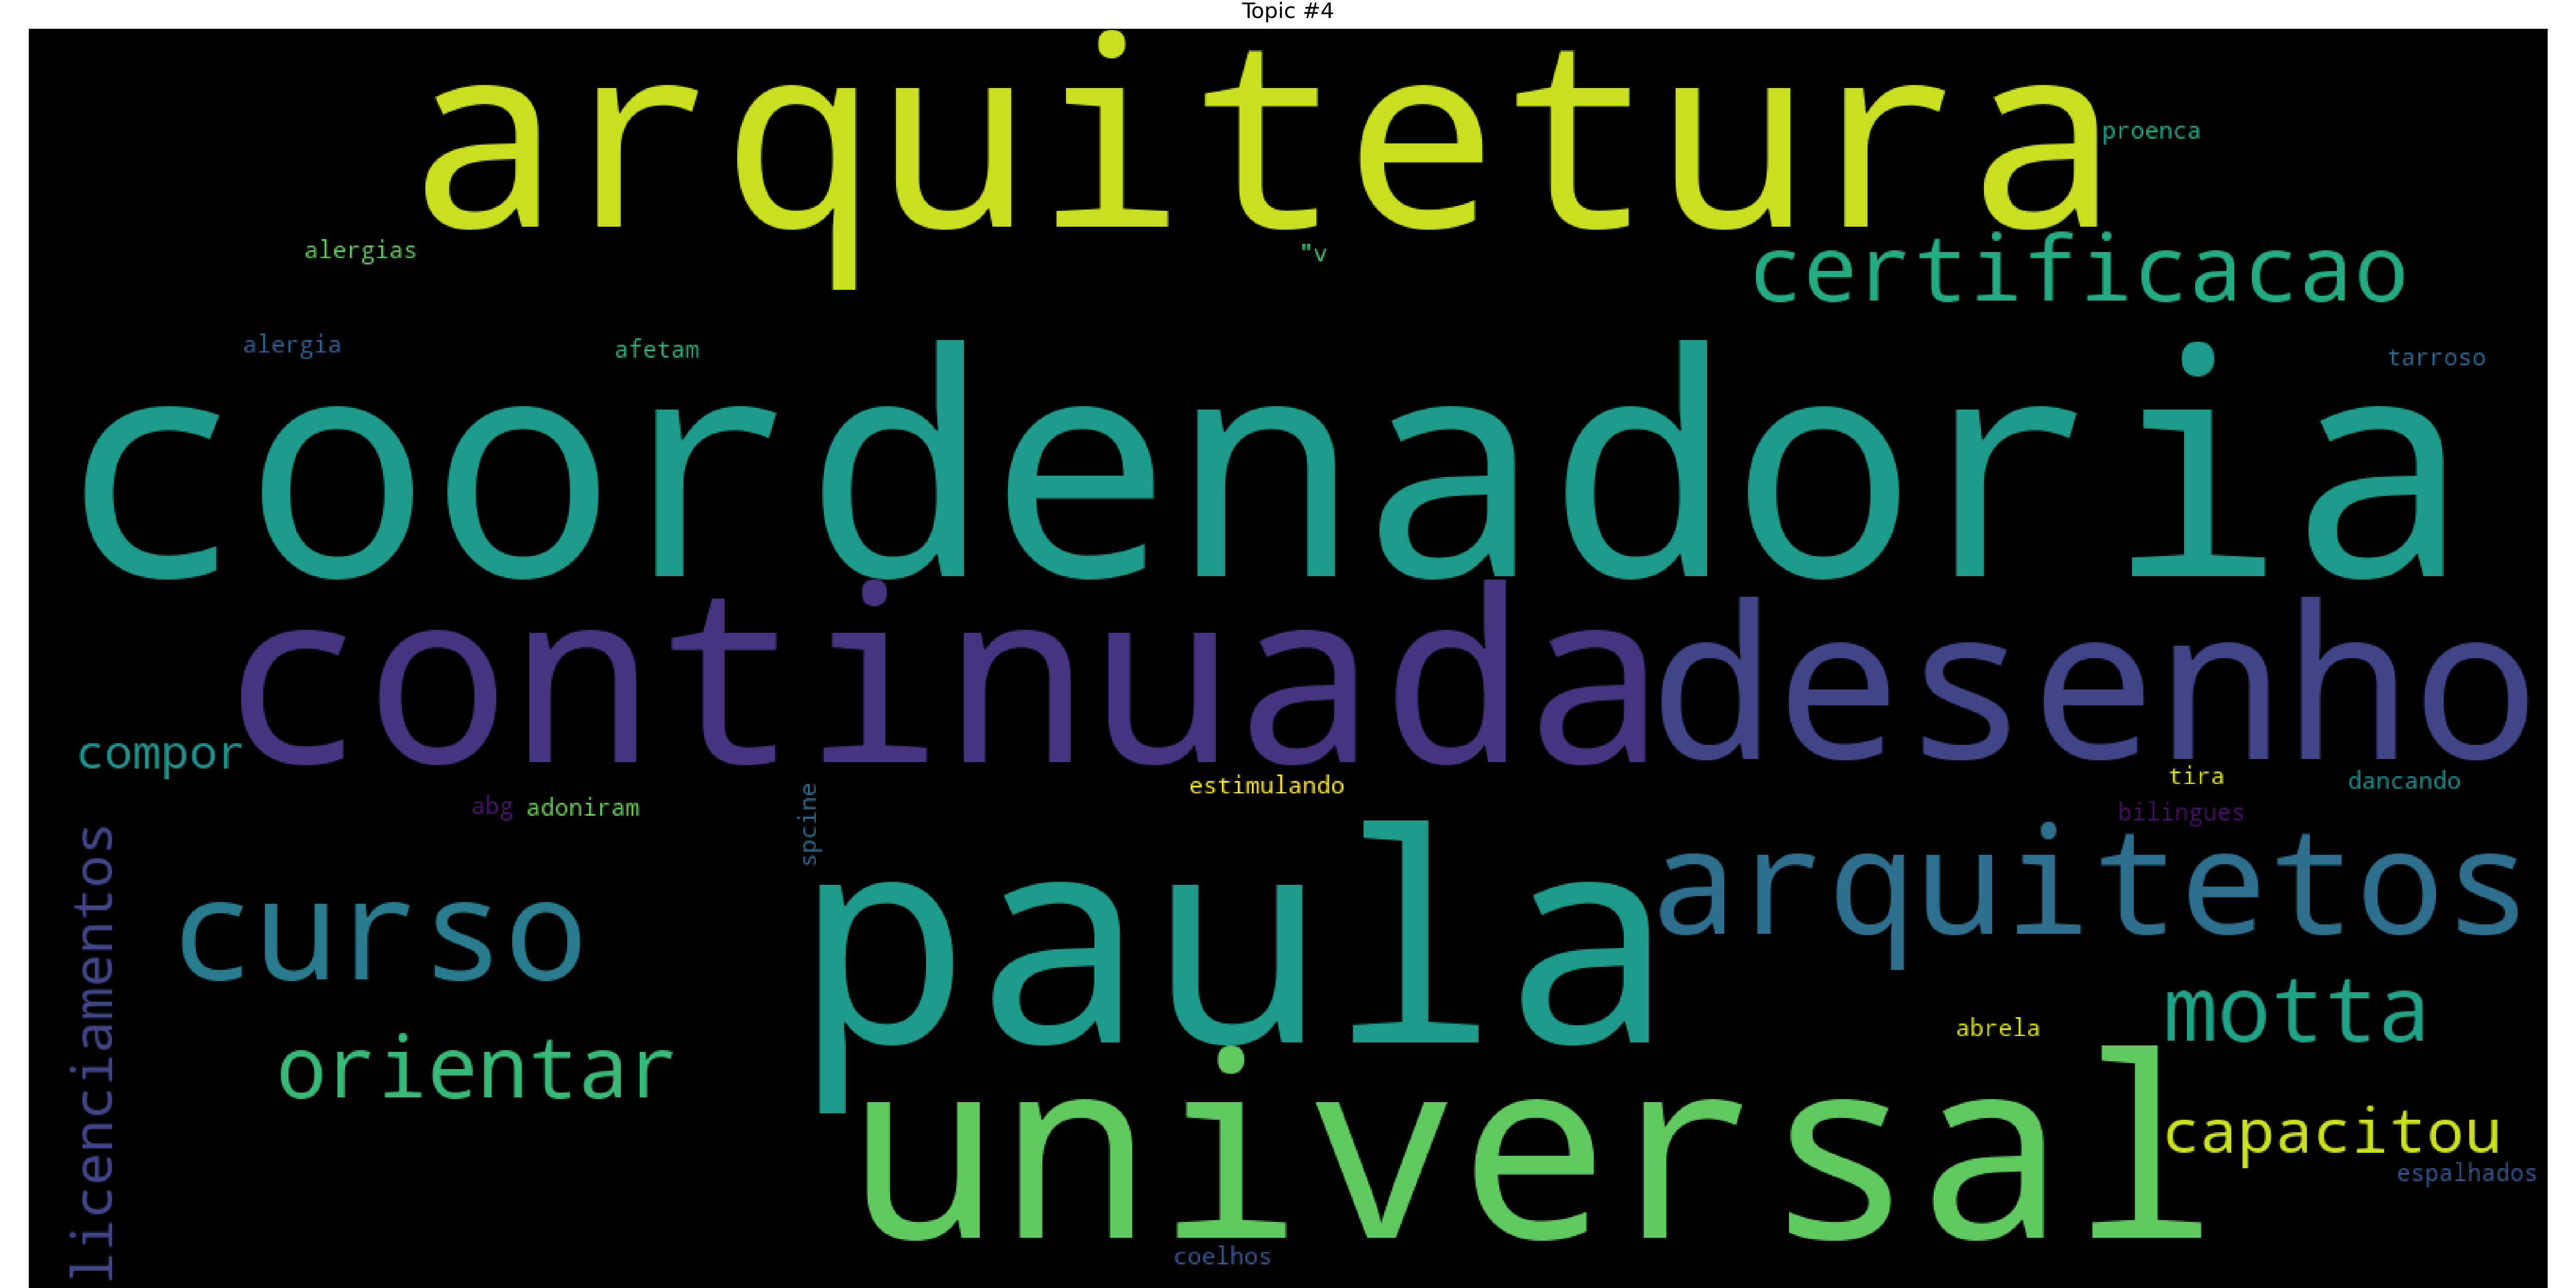 Topic #4
arquitetura
proenca
alergias
"v
certificacao
alergia
afetam
tarroso
coordenadoria
continuada
desenho
compor
estimulando
tira
dancando
abg
adoniram
spcine
bilingues
licenciamentos
curso
paula
arquitetos
motta
abrela
orientar
universal
capacitou
espalhados
coelhos